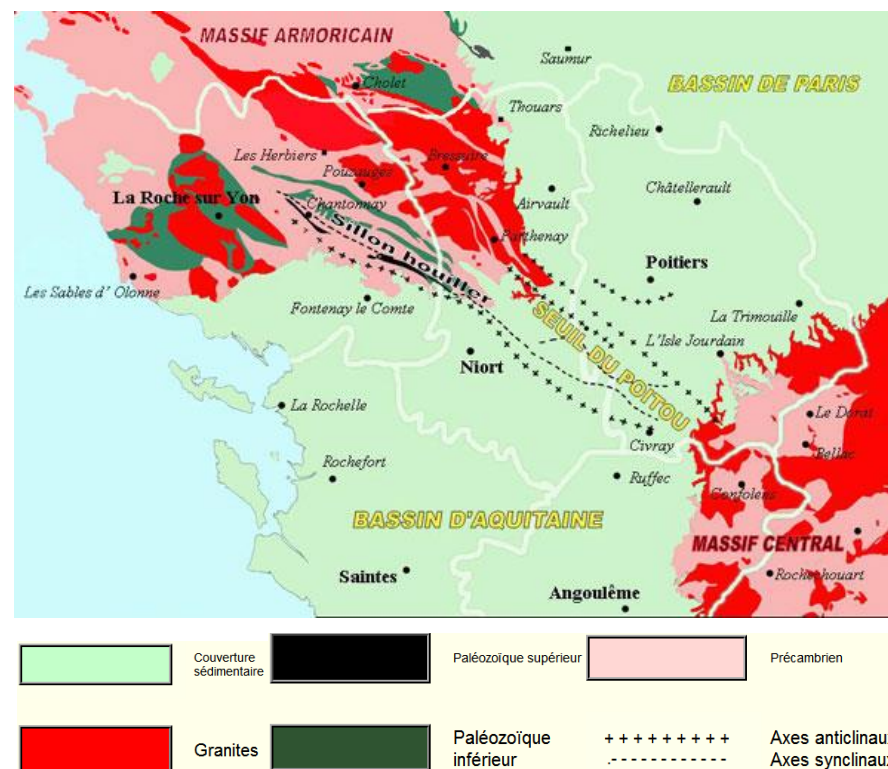 MASSIF ARMORICAIN
Saumur
Cholet
BASSIN DE PARIS
Thouars
Richelieu
Les Herbiers
Bressuire
Pouzauges
Châtellerault
La Roche sur Yon
Chantonnay
Airvault
Sillon houiller
Parthenay
Poitiers
Les Sables d' Olonne
Fontenay le Comte
La Trimouille
SEUIL DU POITOU
L'Isle Jourdain
Niort
La Rochelle
Le Dorat
Civray
Bellac
Rochefort
Ruffec
Confolens
BASSIN D'AQUITAINE
MASSIF CENTRAL
Saintes
Rochechouart
Angoulême
Couverture
sédimentaire
Paléozoïque supérieur
Précambrien
Granites
Paléozoïque
inférieur
Axes anticlinaux
Axes synclinaux